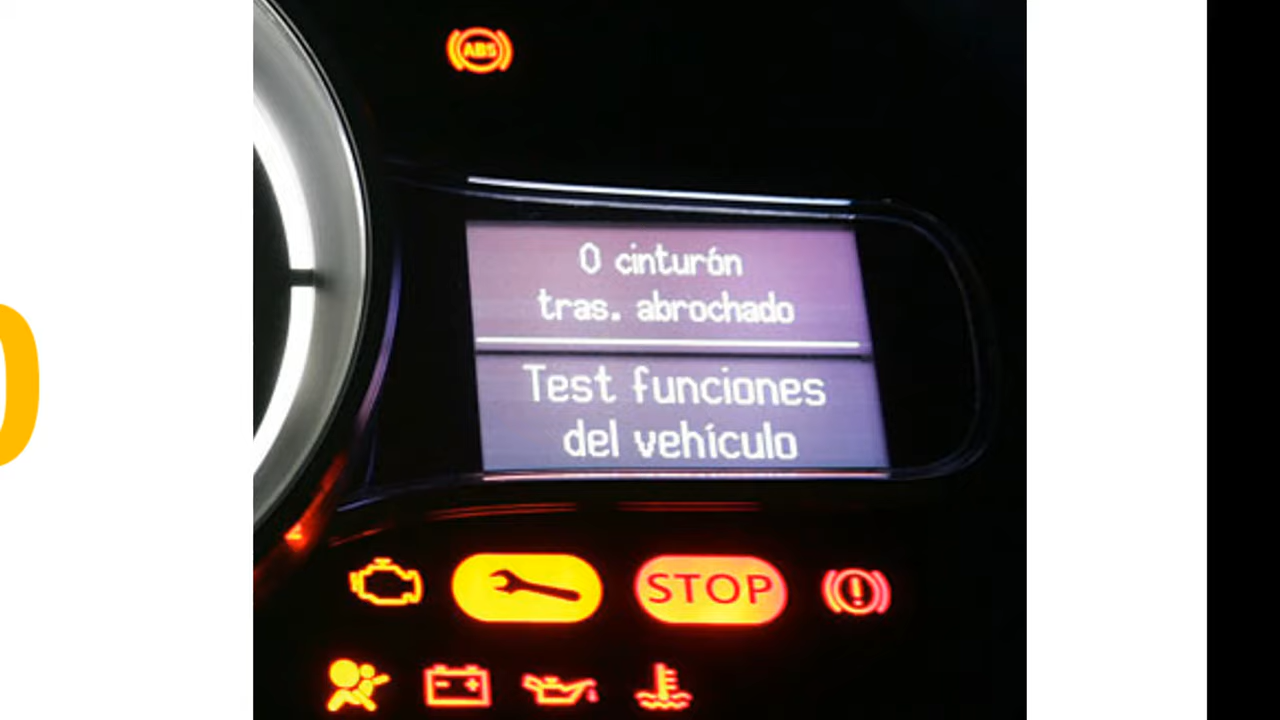 ABS
0 cinturón
tras. abrochado
Test funciones
del vehículo
STOP